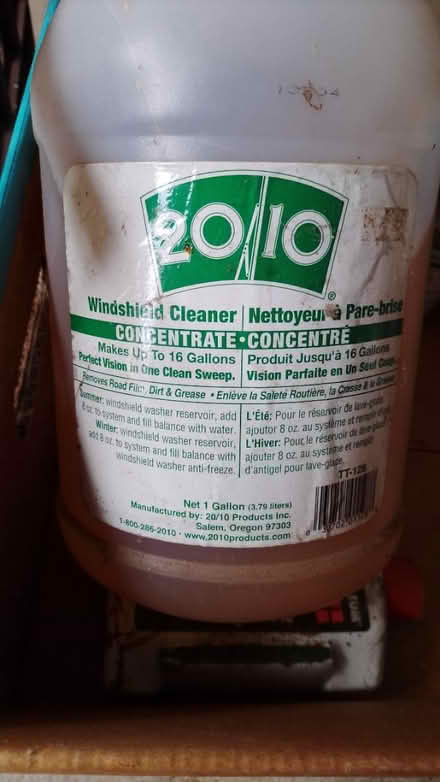 20/10®
Windshield Cleaner | Nettoyeur à Pare-brise
CONCENTRATE • CONCENTRÉ
Makes Up To 16 Gallons
Perfect Vision in One Clean Sweep.
Produit Jusqu'à 16 Gallons
Vision Parfaite en Un Seul
Removes Road Film, Dirt & Grease • Enlève la Saleté Routière, la Crasse & la
Summer: windshield washer reservoir, add
8 oz. to system and fill balance with water.
Winter: windshield washer reservoir,
add 8 oz. to system and fill balance with
windshield washer anti-freeze.
L'Été: Pour le réservoir de lave-glace,
ajouter 8 oz. au système et remplir
L'Hiver: Pour le réservoir de lave-glace
ajouter 8 oz. au système et remplir
d'antigel pour lave-glace.
TT-128
Net 1 Gallon (3.79 liters)
Manufactured by: 20/10 Products Inc.
Salem, Oregon 97303
1-800-286-2010 • www.2010products.com